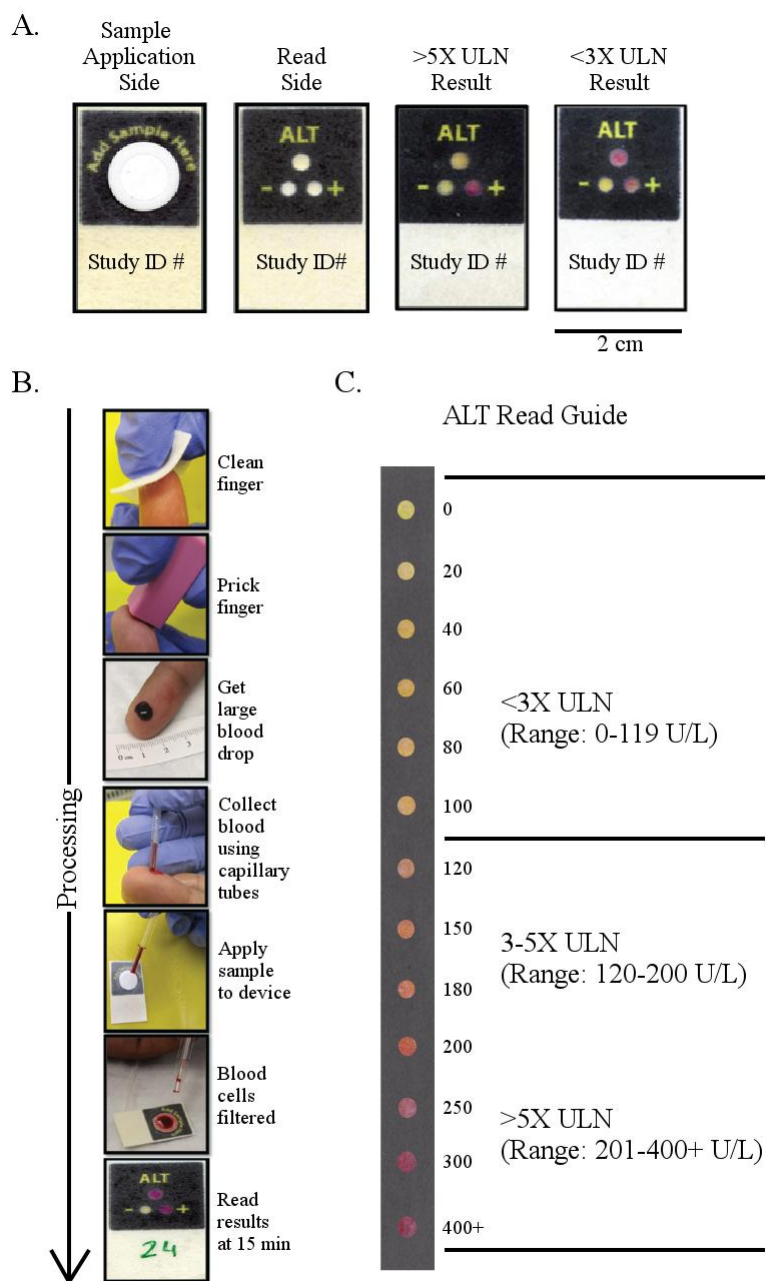 A.
Sample
Application
Side
Read
Side
>5X ULN
Result
<3X ULN
Result
Add Sample Here
Study ID #
ALT
- +
Study ID#
ALT
- +
Study ID #
ALT
- +
Study ID #
2 cm
B.
Processing
Clean
finger
Prick
finger
0 cm 1 2 3
Get
large
blood
drop
Collect
blood
using
capillary
tubes
Apply
sample
to device
Add Sample
Blood
cells
filtered
ALT
- +
24
Read
results
at 15 min
C.
ALT Read Guide
0
20
40
60
80
100
<3X ULN
(Range: 0-119 U/L)
120
150
180
200
3-5X ULN
(Range: 120-200 U/L)
250
300
400+
>5X ULN
(Range: 201-400+ U/L)